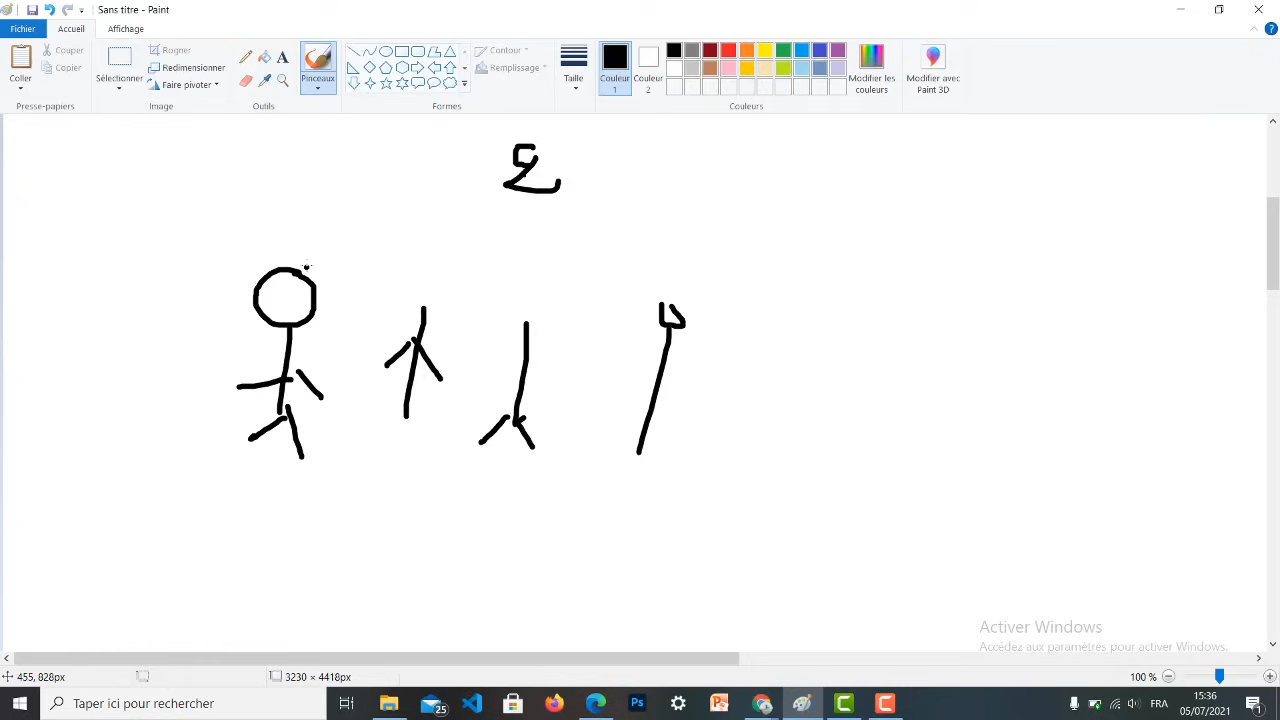 Sans titre - Paint
Fichier Accueil Affichage
Coller
Couper
Copier
Presse-papiers
Sélectionner
Rogner
Redimensionner
Faire pivoter
Image
Outils
Pinceaux
Contour
Remplissage
Formes
Taille
Couleur 1
Couleur 2
Modifier les couleurs
Couleurs
Modifier avec Paint 3D
Activer Windows
Accédez aux paramètres pour activer Windows.
455, 828px
3230 × 4418px
100 %
Taper ici pour rechercher
25
Ps
FRA
15:36
05/07/2021